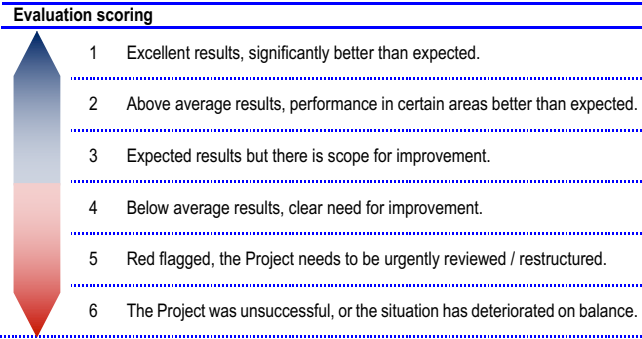 Evaluation scoring
1 Excellent results, significantly better than expected.
2 Above average results, performance in certain areas better than expected.
3 Expected results but there is scope for improvement.
4 Below average results, clear need for improvement.
5 Red flagged, the Project needs to be urgently reviewed / restructured.
6 The Project was unsuccessful, or the situation has deteriorated on balance.